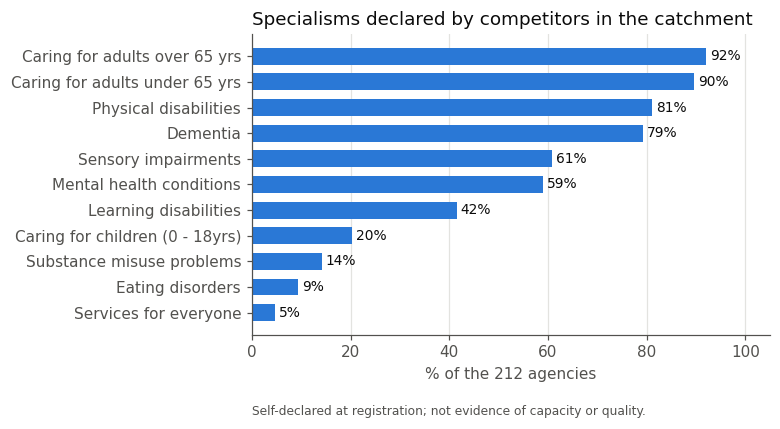 Specialisms declared by competitors in the catchment
Caring for adults over 65 yrs 92%
Caring for adults under 65 yrs 90%
Physical disabilities 81%
Dementia 79%
Sensory impairments 61%
Mental health conditions 59%
Learning disabilities 42%
Caring for children (0 - 18yrs) 20%
Substance misuse problems 14%
Eating disorders 9%
Services for everyone 5%
0 20 40 60 80 100
% of the 212 agencies
Self-declared at registration; not evidence of capacity or quality.